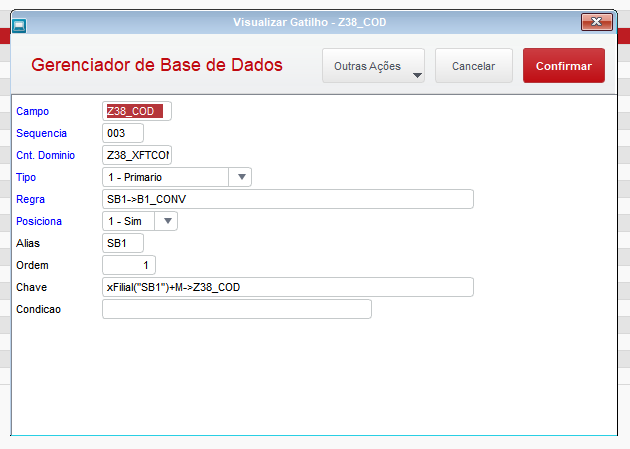 Visualizar Gatilho - Z38_COD
Gerenciador de Base de Dados
Outras Ações
Cancelar
Confirmar
Campo Z38_COD
Sequencia 003
Cnt. Dominio Z38_XFTCON
Tipo 1 - Primario
Regra SB1->B1_CONV
Posiciona 1 - Sim
Alias SB1
Ordem 1
Chave xFilial("SB1")+M->Z38_COD
Condicao